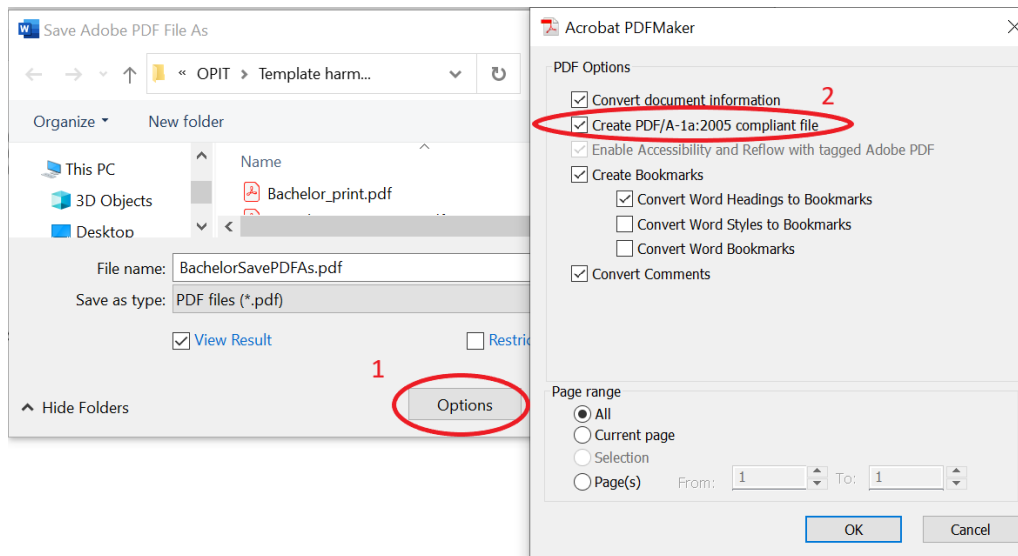 Save Adobe PDF File As
« OPIT > Template harm...
Organize
New folder
This PC
3D Objects
Desktop
Name
Bachelor_print.pdf
File name: BachelorSavePDFAs.pdf
Save as type: PDF files (*.pdf)
View Result
1
Hide Folders
Options
Acrobat PDFMaker
PDF Options
2
Convert document information
Create PDF/A-1a:2005 compliant file
Enable Accessibility and Reflow with tagged Adobe PDF
Create Bookmarks
Convert Word Headings to Bookmarks
Convert Word Styles to Bookmarks
Convert Word Bookmarks
Convert Comments
Page range
All
Current page
Selection
Page(s) From: 1 To: 1
OK Cancel